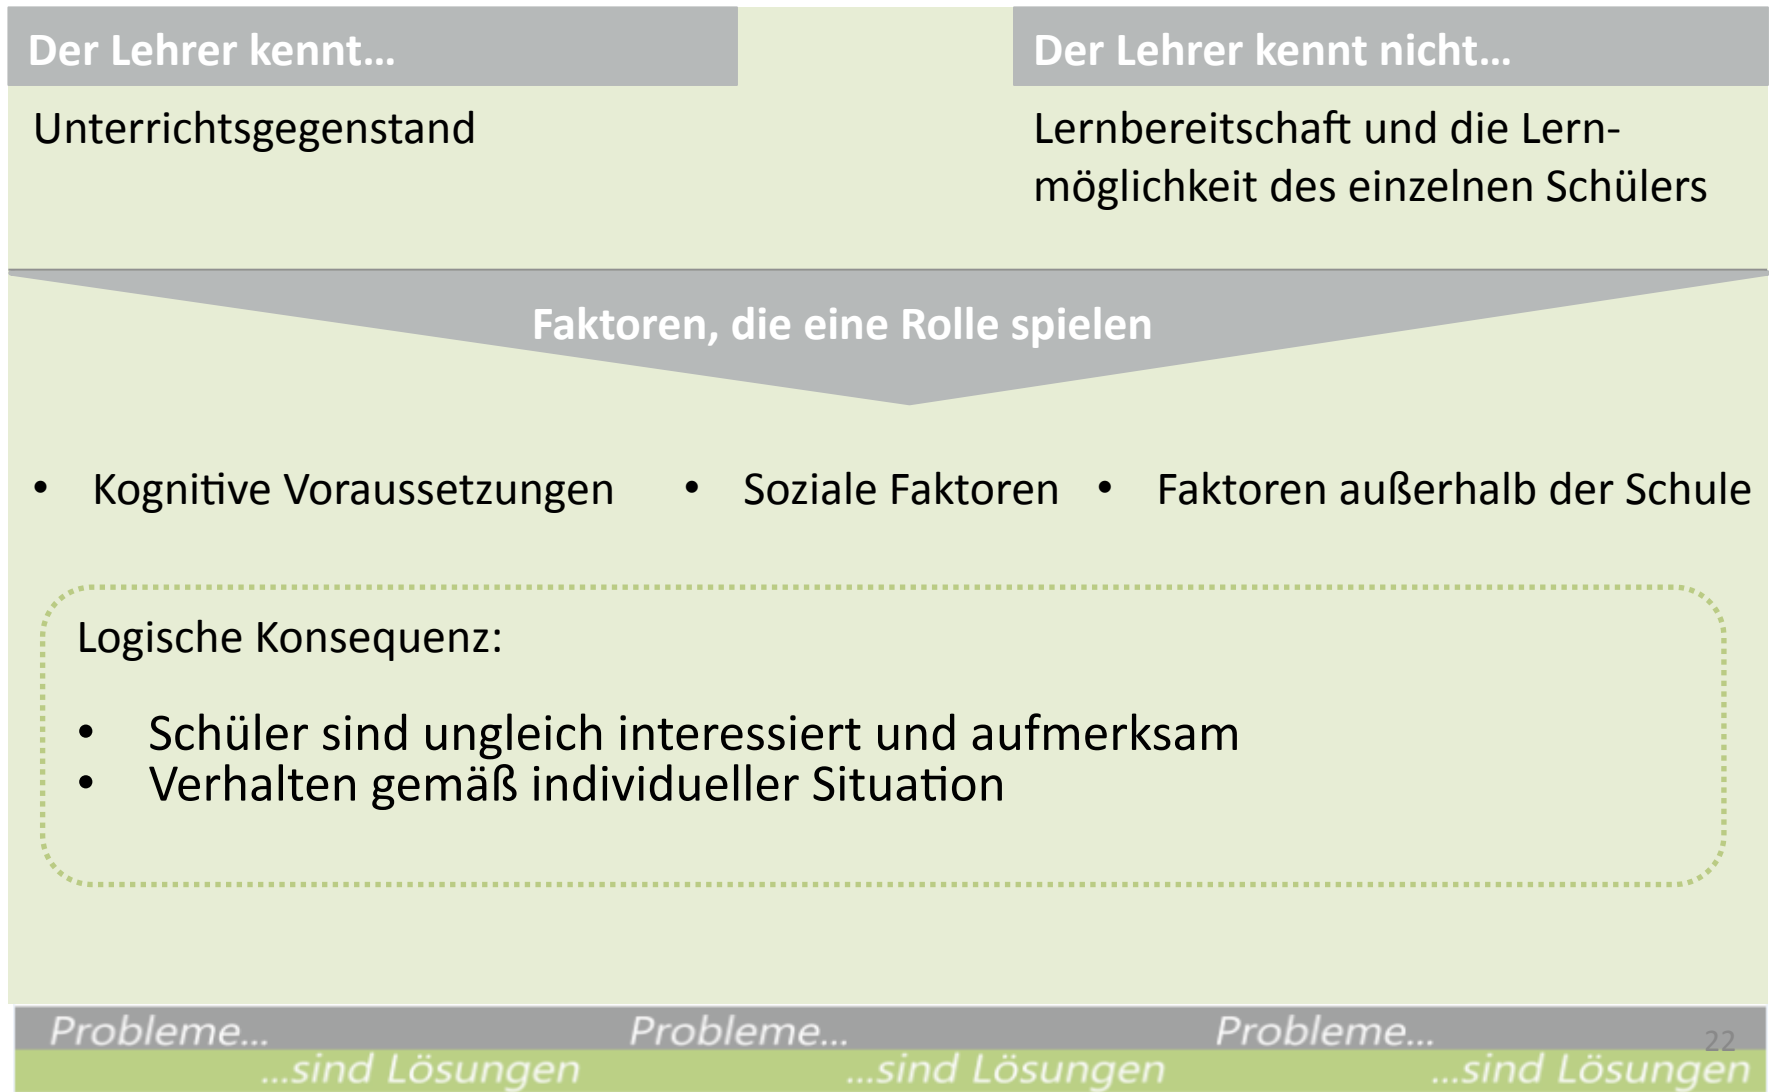 Der Lehrer kennt…
Der Lehrer kennt nicht…
Unterrichtsgegenstand
Lernbereitschaft und die Lern-
möglichkeit des einzelnen Schülers
Faktoren, die eine Rolle spielen
• Kognitive Voraussetzungen
• Soziale Faktoren
• Faktoren außerhalb der Schule
Logische Konsequenz:
• Schüler sind ungleich interessiert und aufmerksam
• Verhalten gemäß individueller Situation
Probleme... Probleme... Probleme...
22
...sind Lösungen ...sind Lösungen ...sind Lösungen